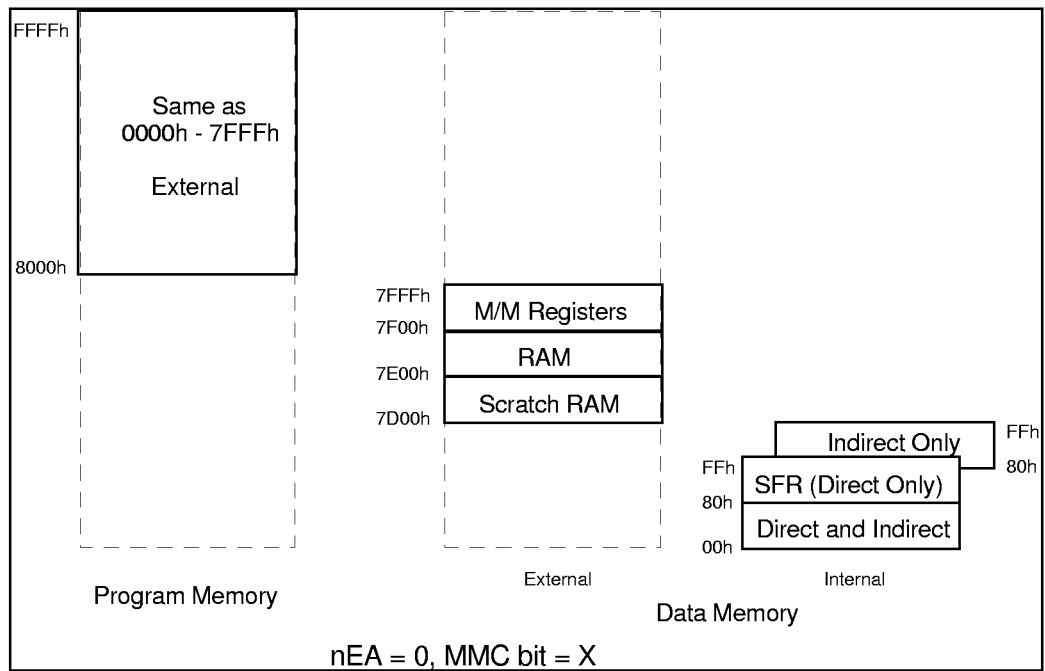 FFFFh
Same as
0000h - 7FFFh
External
8000h
7FFFh
M/M Registers
7F00h
RAM
7E00h
Scratch RAM
7D00h
Indirect Only
FFh
FFh
80h
SFR (Direct Only)
80h
Direct and Indirect
00h
External
Internal
Program Memory
Data Memory
nEA = 0, MMC bit = X